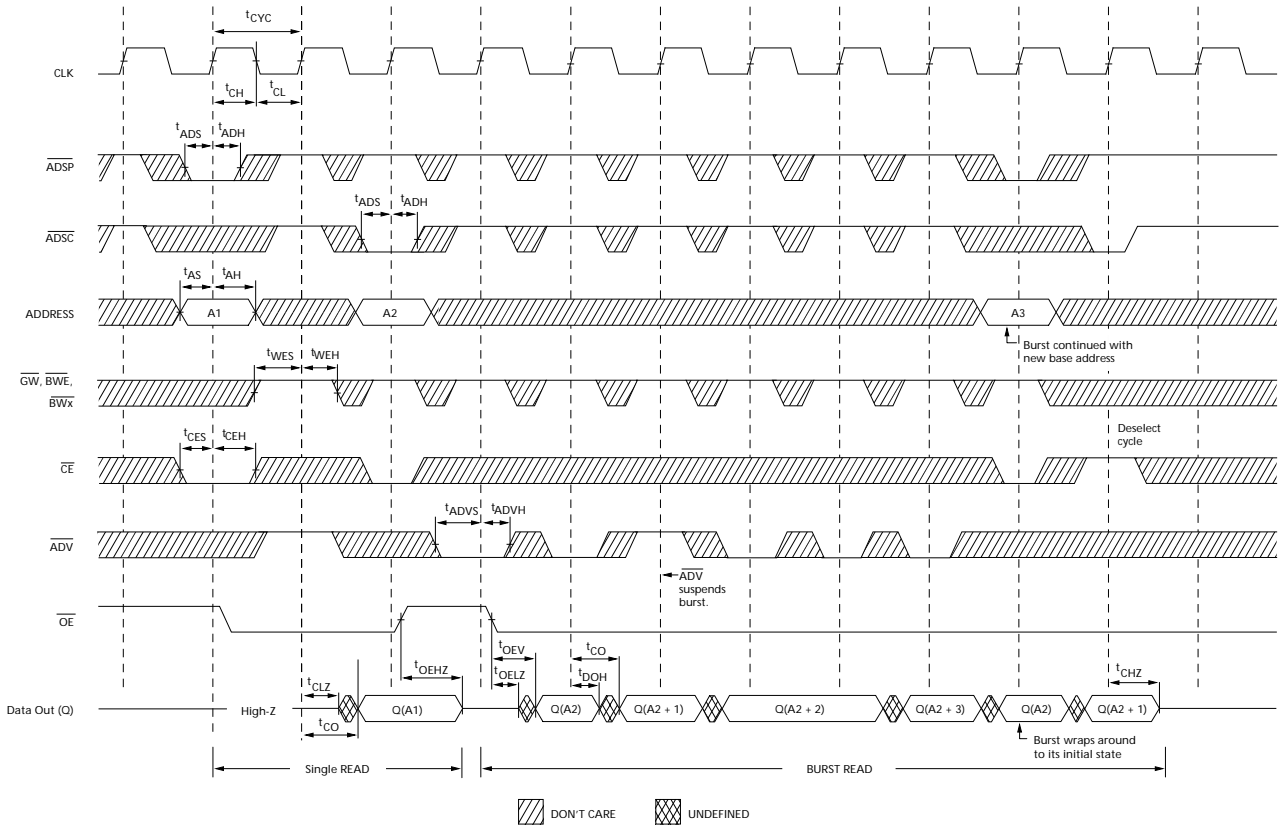 tCYC
CLK
tCH
tCL
tADS
tADH
ADSP
tADS
tADH
ADSC
tAS
tAH
ADDRESS
A1
A2
A3
Burst continued with
new base address
tWES
tWEH
GW, BWE,
BWx
Deselect
cycle
tCES
tCEH
CE
tADVS
tADVH
ADV
ADV
suspends
burst.
OE
tOEV
tCO
tOEHZ
tOELZ
tDOH
tCHZ
tCLZ
Data Out (Q)
High-Z
Q(A1)
Q(A2)
Q(A2 + 1)
Q(A2 + 2)
Q(A2 + 3)
Q(A2)
Q(A2 + 1)
tCO
Burst wraps around
to its initial state
Single READ
BURST READ
DON'T CARE
UNDEFINED